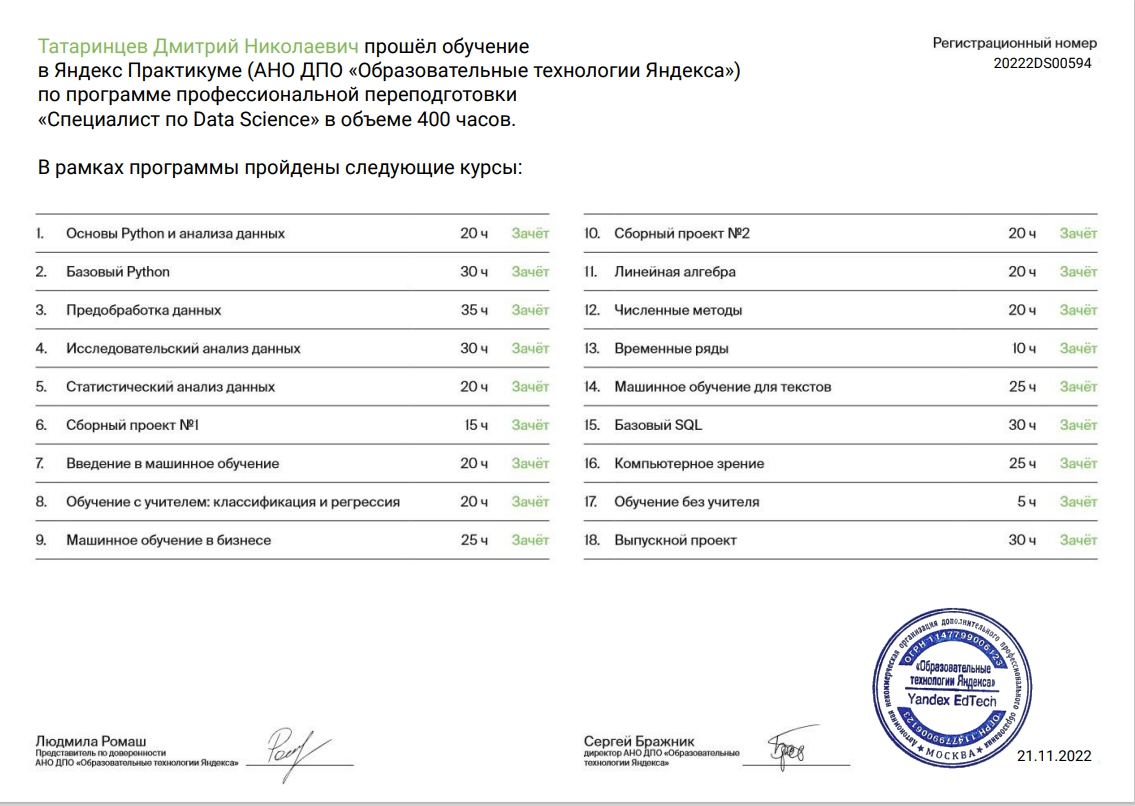 Татаринцев Дмитрий Николаевич прошёл обучение
в Яндекс Практикуме (АНО ДПО «Образовательные технологии Яндекса»)
по программе профессиональной переподготовки
«Специалист по Data Science» в объеме 400 часов.
Регистрационный номер
20222DS00594
В рамках программы пройдены следующие курсы:
1. Основы Python и анализа данных 20 ч Зачёт
2. Базовый Python 30 ч Зачёт
3. Предобработка данных 35 ч Зачёт
4. Исследовательский анализ данных 30 ч Зачёт
5. Статистический анализ данных 20 ч Зачёт
6. Сборный проект №1 15 ч Зачёт
7. Введение в машинное обучение 20 ч Зачёт
8. Обучение с учителем: классификация и регрессия 20 ч Зачёт
9. Машинное обучение в бизнесе 25 ч Зачёт
10. Сборный проект №2 20 ч Зачёт
11. Линейная алгебра 20 ч Зачёт
12. Численные методы 20 ч Зачёт
13. Временные ряды 10 ч Зачёт
14. Машинное обучение для текстов 25 ч Зачёт
15. Базовый SQL 30 ч Зачёт
16. Компьютерное зрение 25 ч Зачёт
17. Обучение без учителя 5 ч Зачёт
18. Выпускной проект 30 ч Зачёт
Людмила Ромаш
Представитель по доверенности
АНО ДПО «Образовательные технологии Яндекса»
Сергей Бражник
директор АНО ДПО «Образовательные
технологии Яндекса»
Автономная некоммерческая организация дополнительного профессионального образования
ОГРН 1147799006123
«Образовательные
технологии Яндекса»
Yandex EdTech
ОГРН 1147799006123
★ МОСКВА ★
21.11.2022